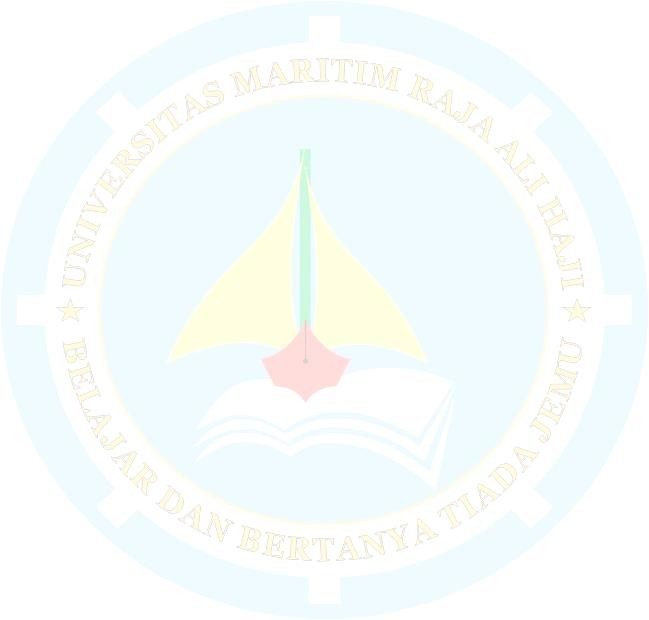 UNIVERSITAS MARITIM RAJA ALI HAJI
BELAJAR DAN BERTANYA TIADA JEMU